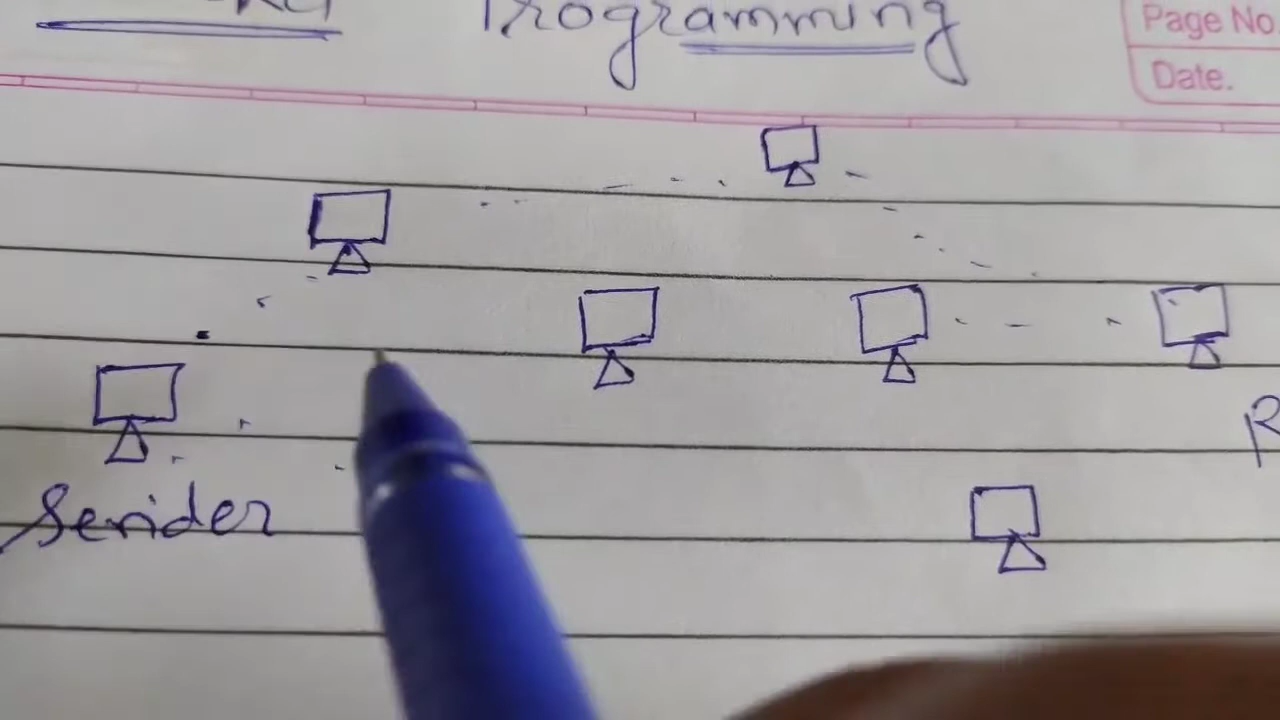 Programming
Page No.
Date.
Sender
R